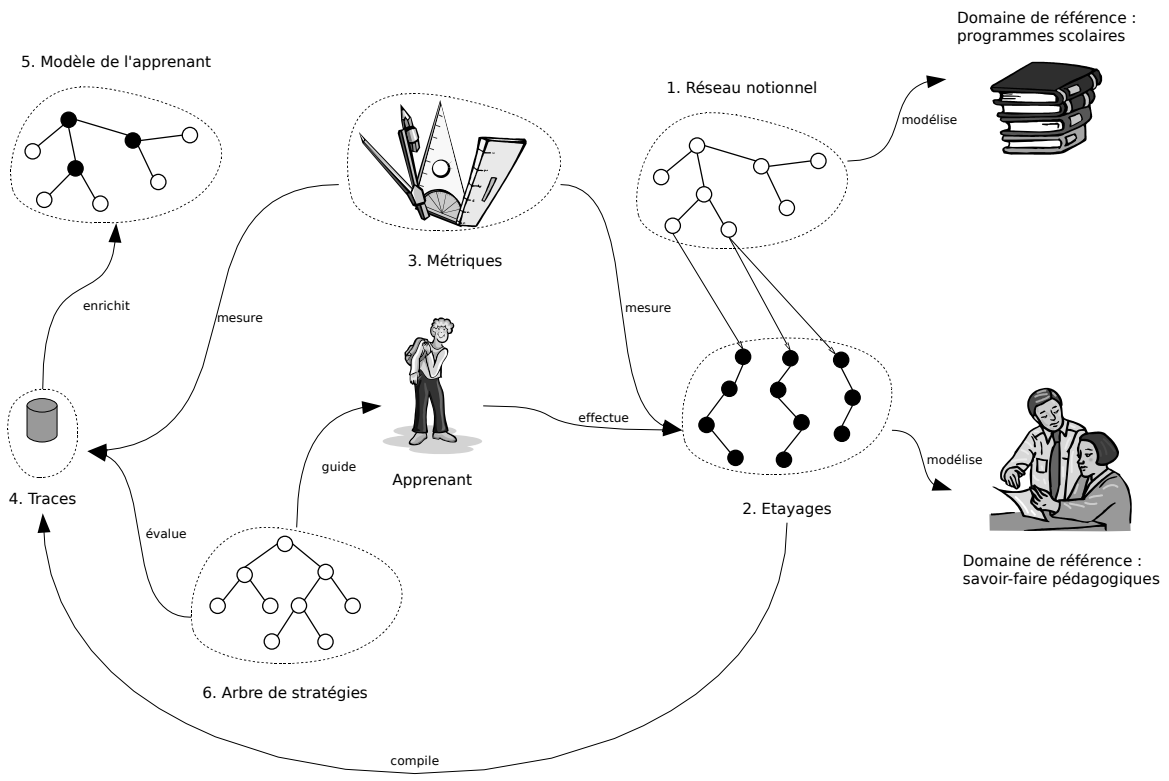 Domaine de référence :
programmes scolaires
5. Modèle de l'apprenant
1. Réseau notionnel
modélise
3. Métriques
enrichit
mesure
mesure
effectue
guide
modélise
Apprenant
4. Traces
2. Etayages
évalue
Domaine de référence :
savoir-faire pédagogiques
6. Arbre de stratégies
compile